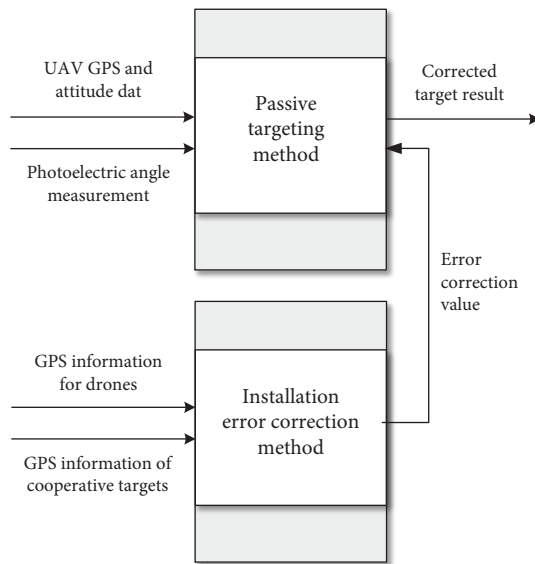 UAV GPS and
attitude dat
Photoelectric angle
measurement
Passive
targeting
method
Corrected
target result
Error
correction
value
GPS information
for drones
GPS information of
cooperative targets
Installation
error correction
method